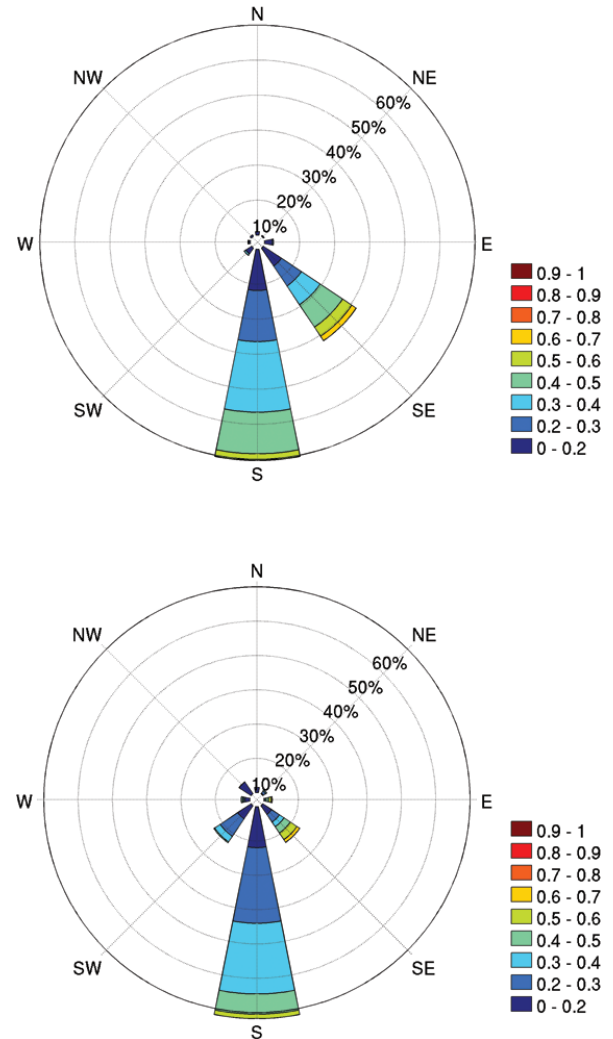 N
NW
NE
60%
50%
40%
30%
20%
10%
W
E
SW
SE
S
0.9 - 1
0.8 - 0.9
0.7 - 0.8
0.6 - 0.7
0.5 - 0.6
0.4 - 0.5
0.3 - 0.4
0.2 - 0.3
0 - 0.2
N
NW
NE
60%
50%
40%
30%
20%
10%
W
E
SW
SE
S
0.9 - 1
0.8 - 0.9
0.7 - 0.8
0.6 - 0.7
0.5 - 0.6
0.4 - 0.5
0.3 - 0.4
0.2 - 0.3
0 - 0.2